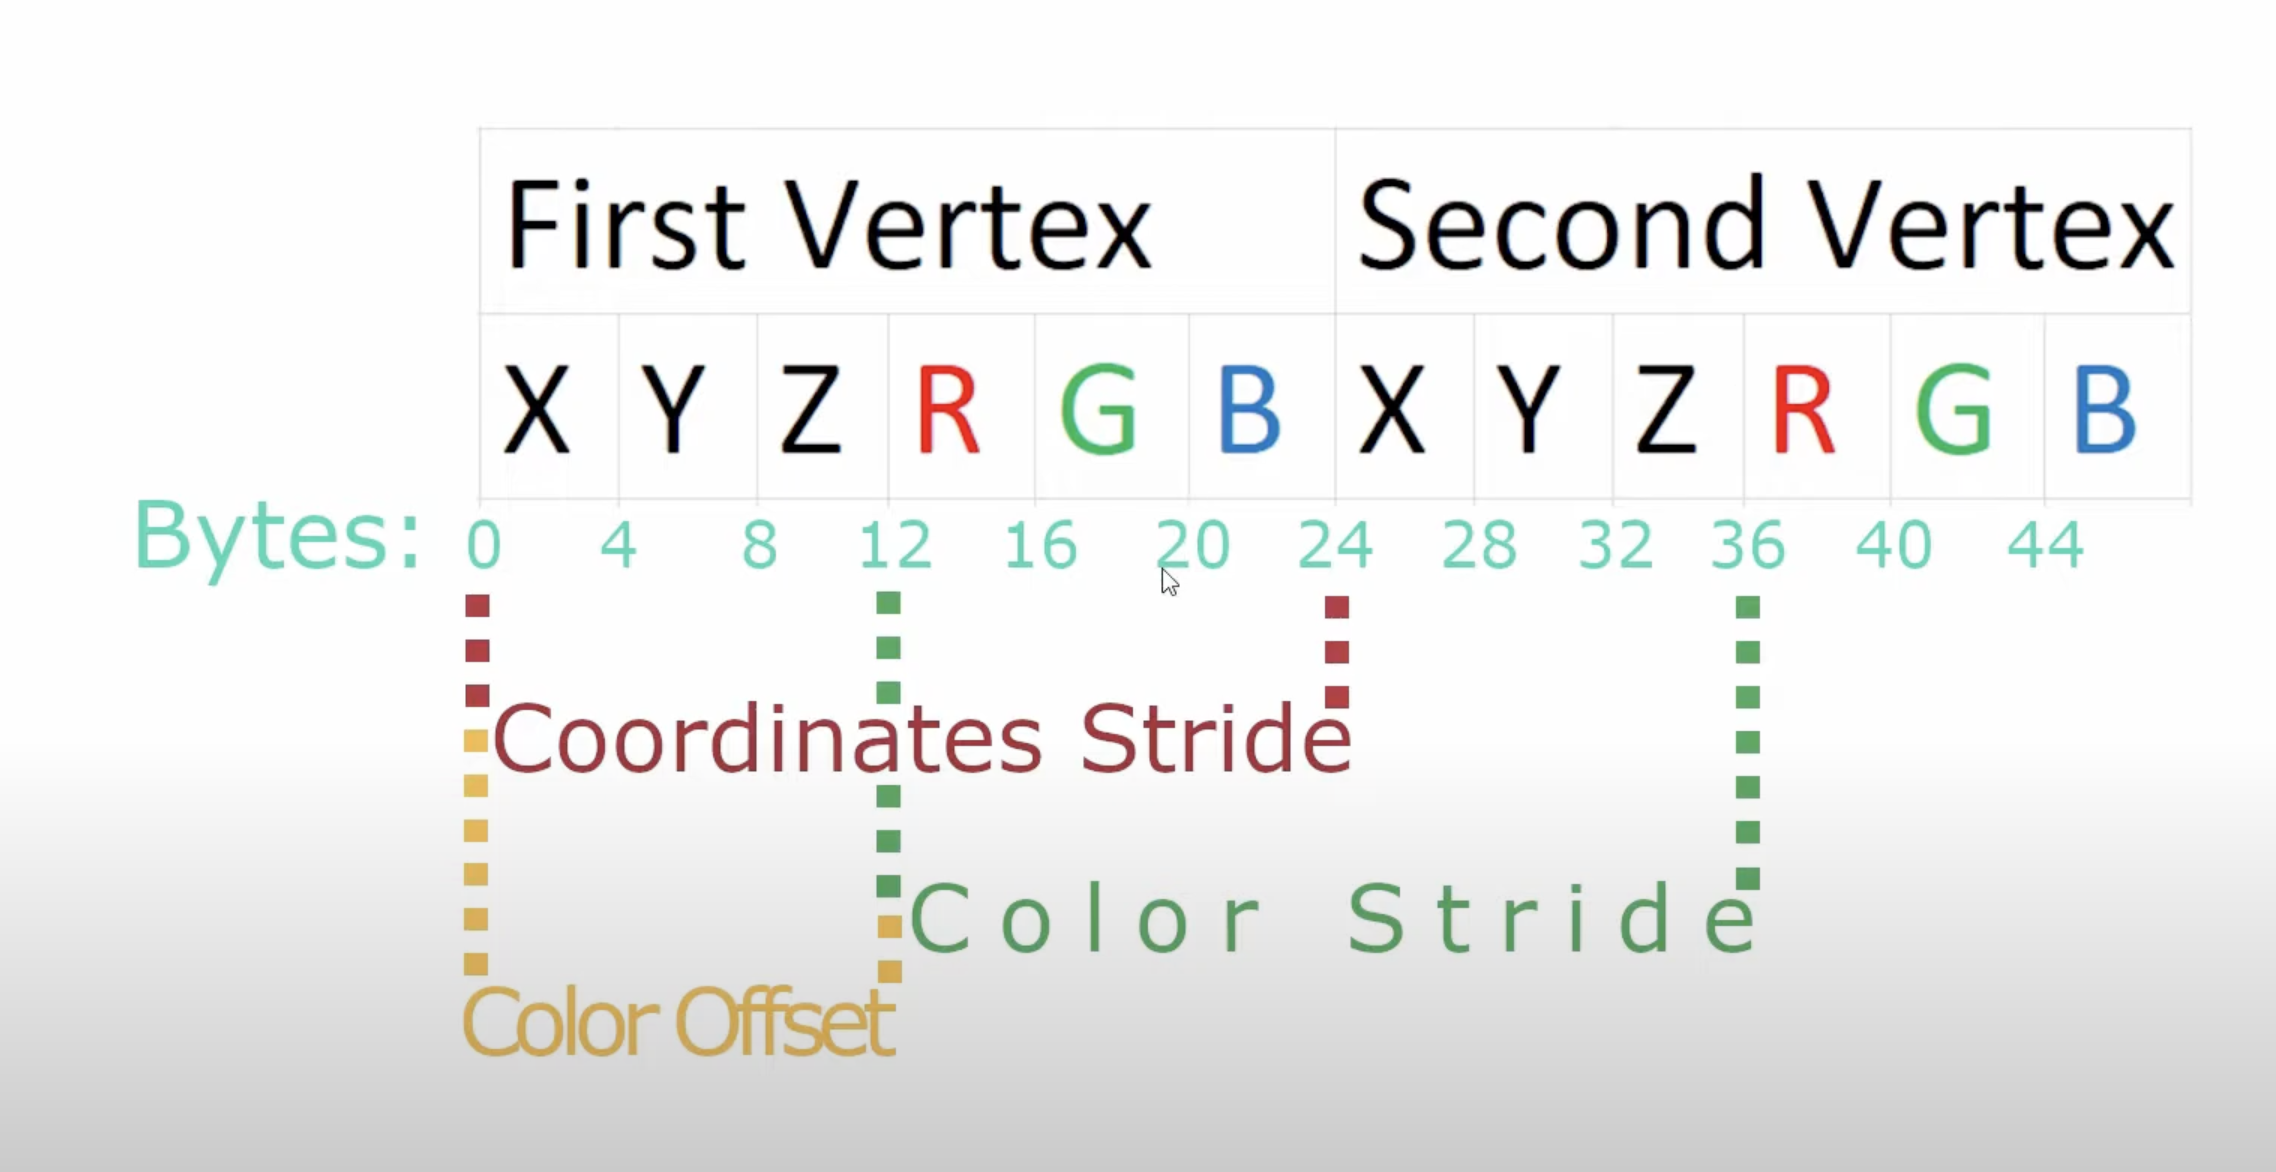 First Vertex Second Vertex
X Y Z R G B X Y Z R G B
Bytes: 0 4 8 12 16 20 24 28 32 36 40 44
Coordinates Stride
Color Stride
Color Offset